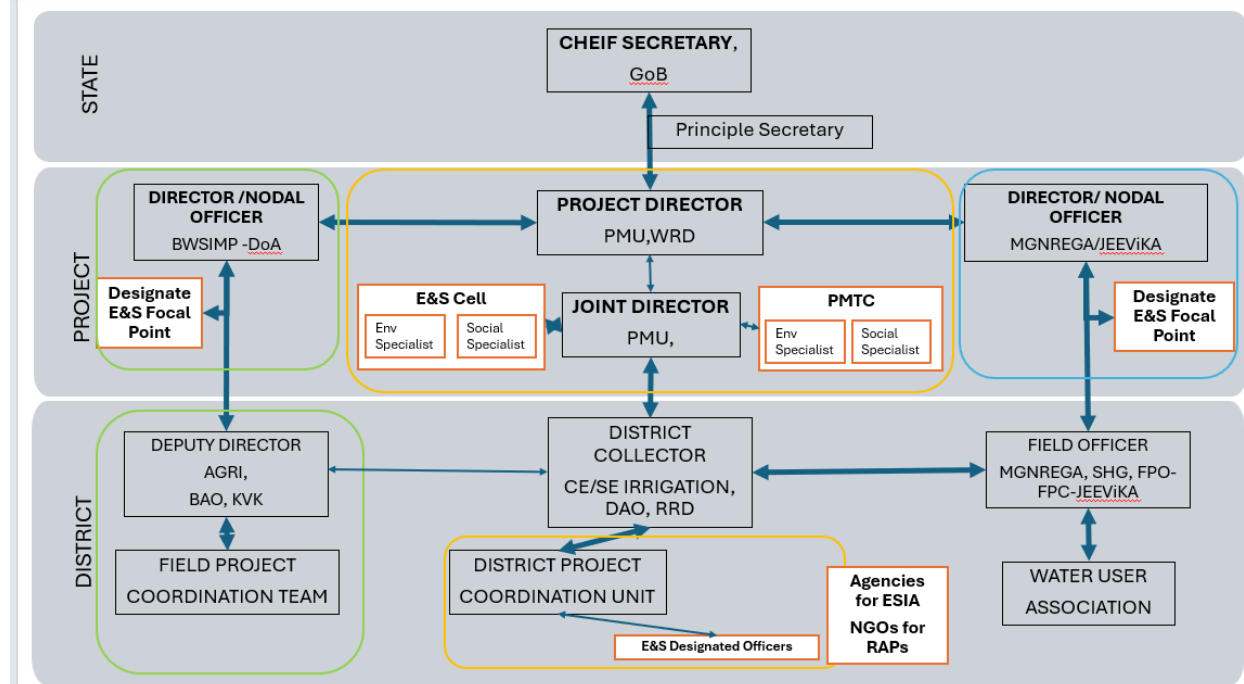 STATE
CHEIF SECRETARY,
GoB
Principle Secretary
PROJECT
DIRECTOR /NODAL
OFFICER
BWSIMP -DoA
Designate
E&S Focal
Point
PROJECT DIRECTOR
PMU,WRD
E&S Cell
Env
Specialist
Social
Specialist
JOINT DIRECTOR
PMU,
PMTC
Env
Specialist
Social
Specialist
DIRECTOR/ NODAL
OFFICER
MGNREGA/JEEViKA
Designate
E&S Focal
Point
DISTRICT
DEPUTY DIRECTOR
AGRI,
BAO, KVK
FIELD PROJECT
COORDINATION TEAM
DISTRICT
COLLECTOR
CE/SE IRRIGATION,
DAO, RRD
DISTRICT PROJECT
COORDINATION UNIT
E&S Designated Officers
Agencies
for ESIA
NGOs for
RAPs
FIELD OFFICER
MGNREGA, SHG, FPO-
FPC-JEEViKA
WATER USER
ASSOCIATION